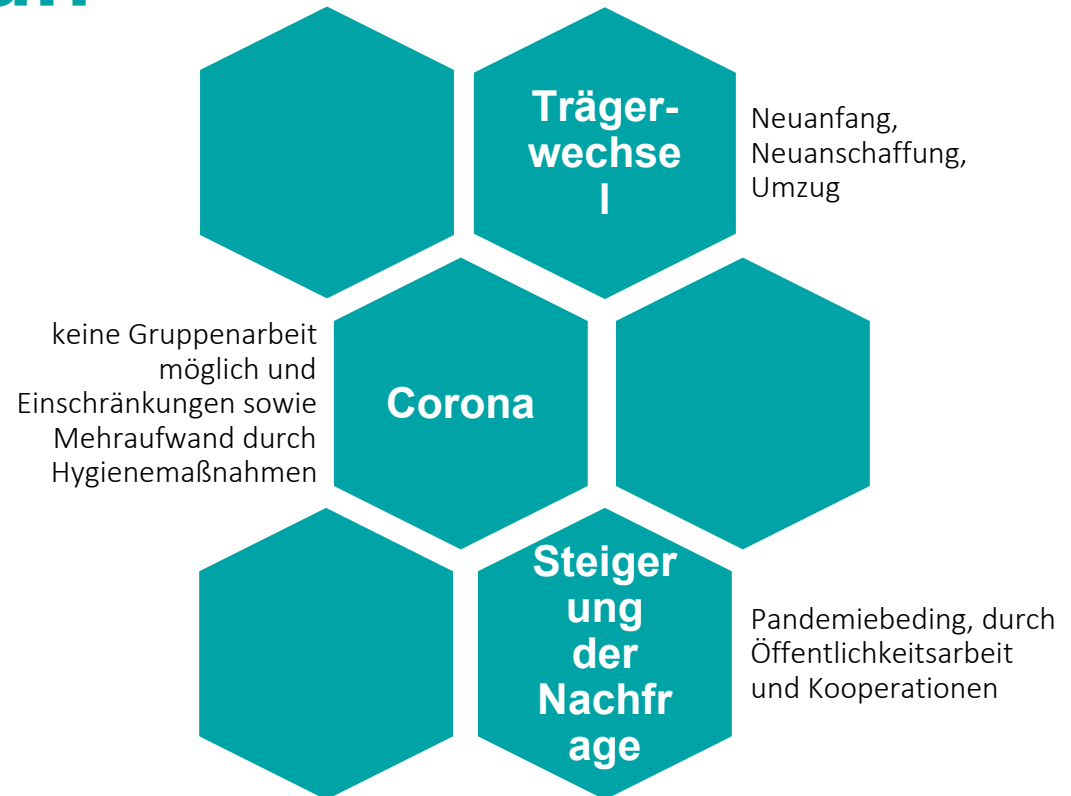 Träger-
wechse
l
Neuanfang,
Neuanschaffung,
Umzug
keine Gruppenarbeit
möglich und
Einschränkungen sowie
Mehraufwand durch
Hygienemaßnahmen
Corona
Steiger
ung
der
Nachfr
age
Pandemiebeding, durch
Öffentlichkeitsarbeit
und Kooperationen